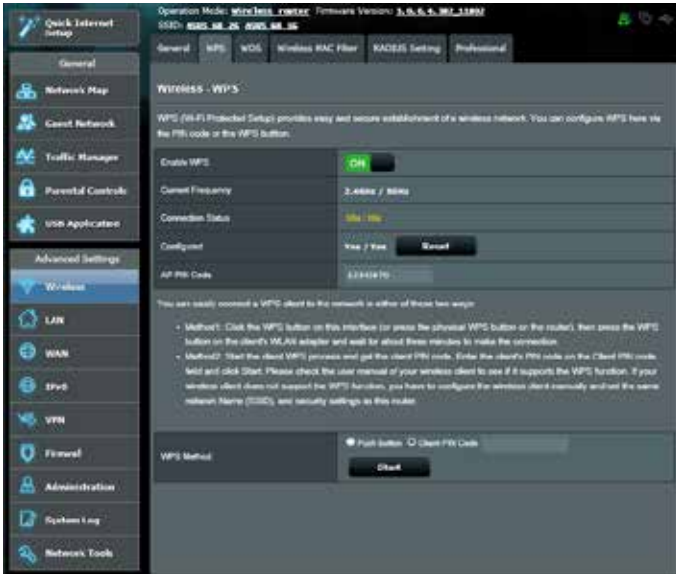 Quick Internet
Setup
Operation Mode: Wireless router Firmware Version: 3.0.0.4.382_11802
SSID:
General
WPS
WDS
Wireless MAC Filter
RADIUS Setting
Professional
General
Network Map
Guest Network
Traffic Manager
Parental Controls
USB Application
Advanced Settings
Wireless
LAN
WAN
IPv6
VPN
Firewall
Administration
System Log
Network Tools
Wireless - WPS
WPS (Wi-Fi Protected Setup) provides easy and secure establishment of a wireless network. You can configure WPS here via
the PIN code or the WPS button.
Enable WPS
ON
Current Frequency
2.4GHz / 5GHz
Connection Status
Idle / Idle
Configured
Yes / Yes
Reset
AP PIN Code
12345670
You can easily connect a WPS client to the network in either of these two ways:
• Method1: Click the WPS button on this interface (or press the physical WPS button on the router), then press the WPS
button on the client's WLAN adapter and wait for about three minutes to make the connection.
• Method2: Start the client WPS process and get the client PIN code. Enter the client's PIN code on the Client PIN code
field and click Start. Please check the user manual of your wireless client to see if it supports the WPS function. If your
wireless client does not support the WPS function, you have to configure the wireless client manually and set the same
network Name (SSID), and security settings as this router.
WPS Method
Push button
Client PIN Code
Start